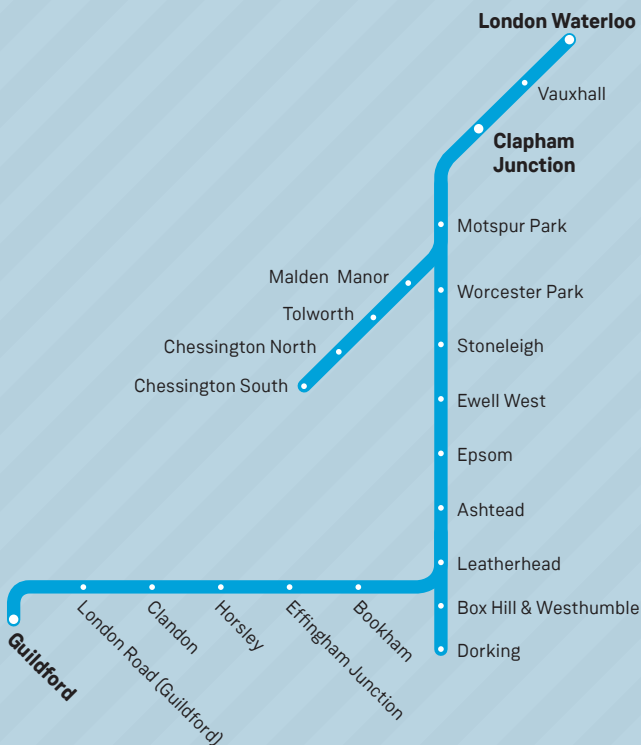 London Waterloo
Vauxhall
Clapham
Junction
Motspur Park
Malden Manor
Worcester Park
Tolworth
Stoneleigh
Chessington North
Chessington South
Ewell West
Epsom
Ashtead
Leatherhead
Box Hill & Westhumble
Dorking
Guildford
London Road (Guildford)
Clandon
Horsley
Effingham Junction
Bookham